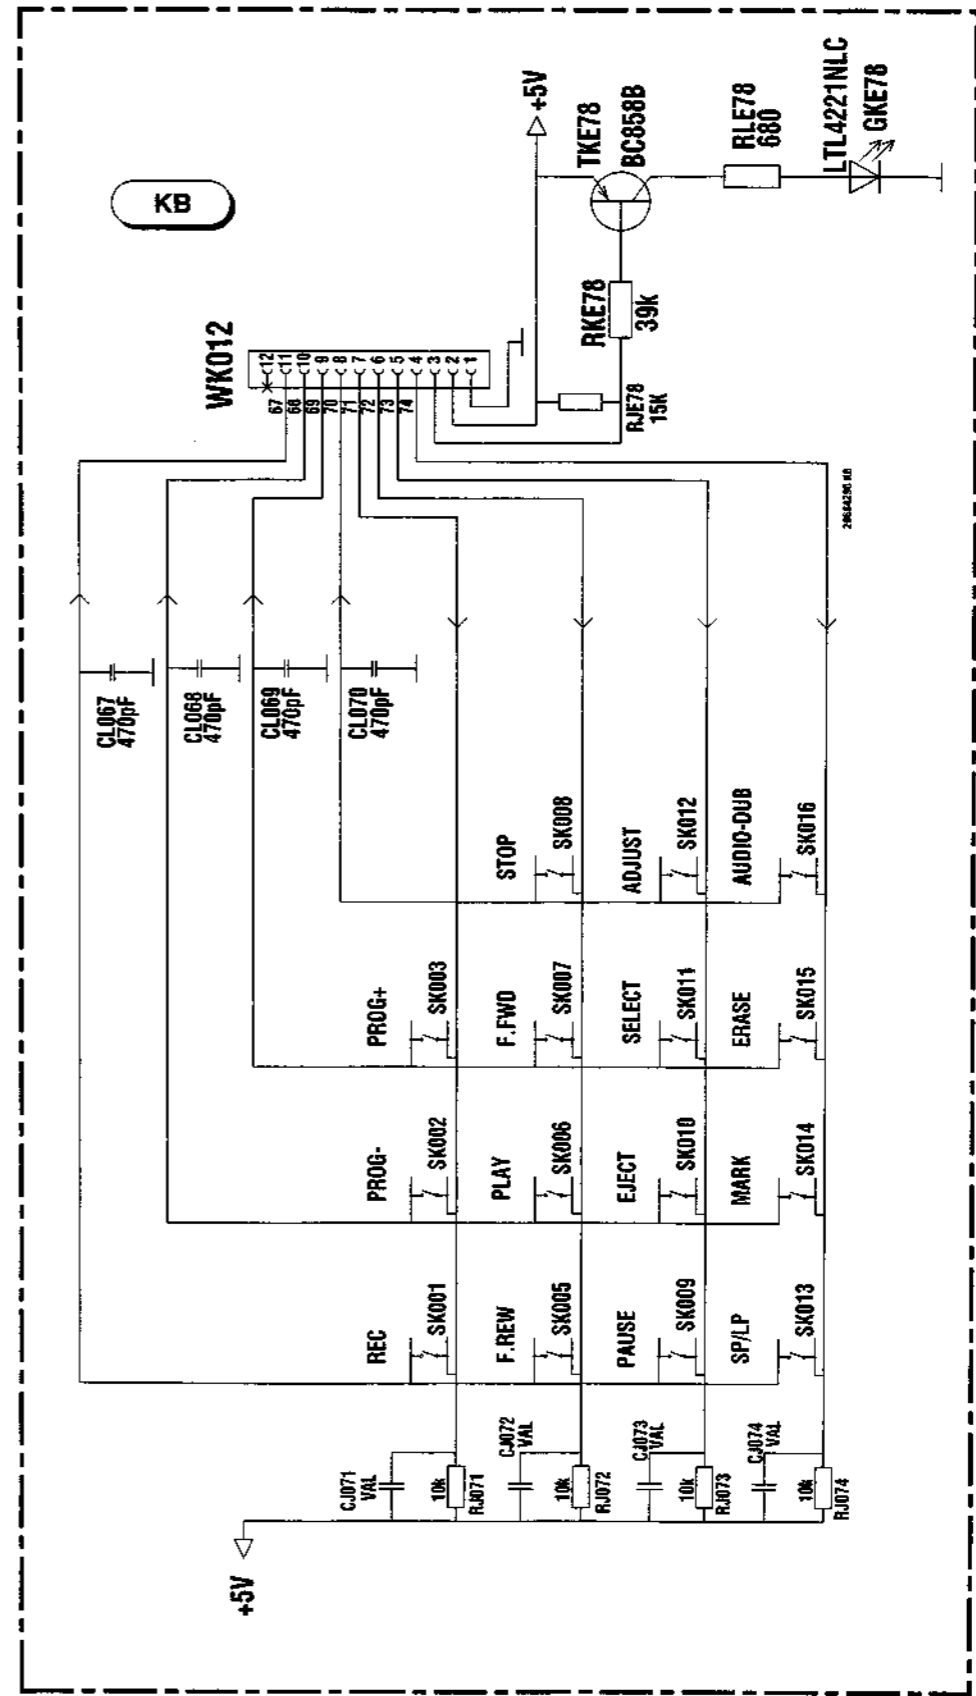 KB
WK012
12
11
10
9
8
7
6
5
4
3
2
1
67
68
69
70
71
72
73
74
+5V
TKE78
BC858B
RKE78
39K
RJE78
15K
RLE78
680
LTL4221NLC
GKE78
CL067
470pF
CL068
470pF
CL069
470pF
CL070
470pF
REC
SK001
PROG-
SK002
PROG+
SK003
F.REW
SK005
PLAY
SK006
F.FWD
SK007
STOP
SK008
PAUSE
SK009
EJECT
SK010
SELECT
SK011
ADJUST
SK012
SP/LP
SK013
MARK
SK014
ERASE
SK015
AUDIO-DUB
SK016
+5V
CJ071
VAL
10k
RJ071
CJ072
VAL
10k
RJ072
CJ073
VAL
10k
RJ073
CJ074
VAL
10k
RJ074